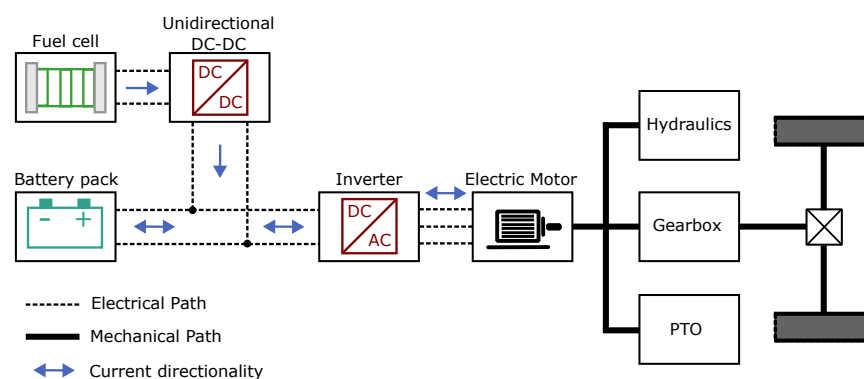 Unidirectional
DC-DC
Fuel cell
DC
DC
Hydraulics
Battery pack
Inverter
Electric Motor
DC
AC
Gearbox
- +
Electrical Path
Mechanical Path
PTO
Current directionality